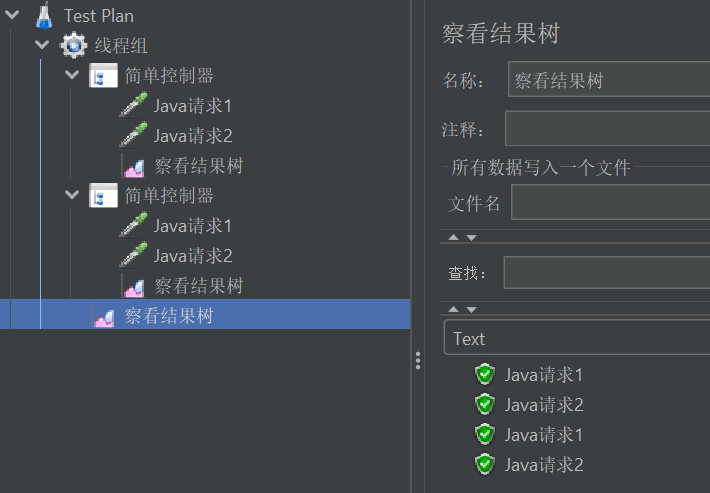 Test Plan
线程组
简单控制器
Java请求1
Java请求2
察看结果树
简单控制器
Java请求1
Java请求2
察看结果树
察看结果树
察看结果树
名称：
察看结果树
注释：
所有数据写入一个文件
文件名
查找：
Text
Java请求1
Java请求2
Java请求1
Java请求2